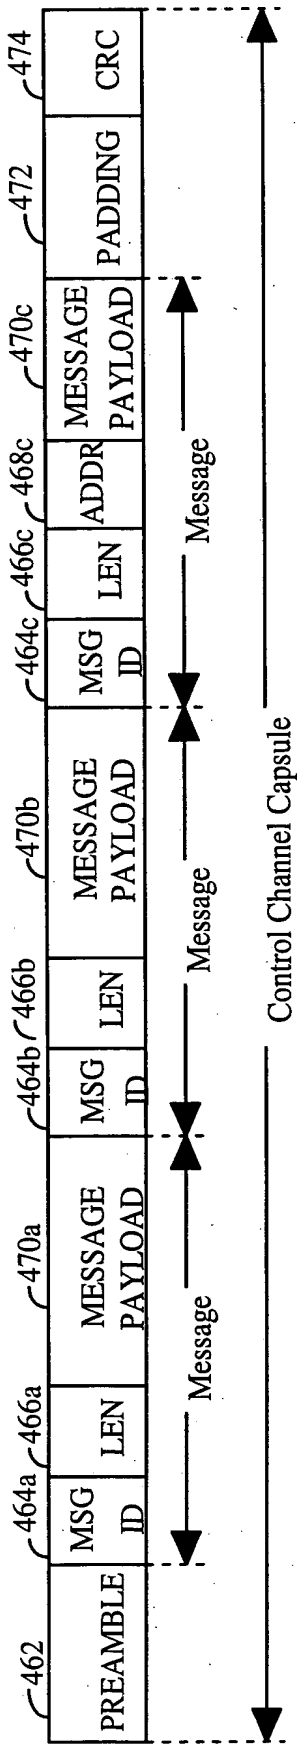 462
464a
466a
470a
464b
466b
470b
464c
466c
468c
470c
472
474
PREAMBLE
MSG
ID
LEN
MESSAGE
PAYLOAD
MSG
ID
LEN
MESSAGE
PAYLOAD
MSG
ID
LEN
ADDR
MESSAGE
PAYLOAD
PADDING
CRC
Message
Message
Message
Control Channel Capsule